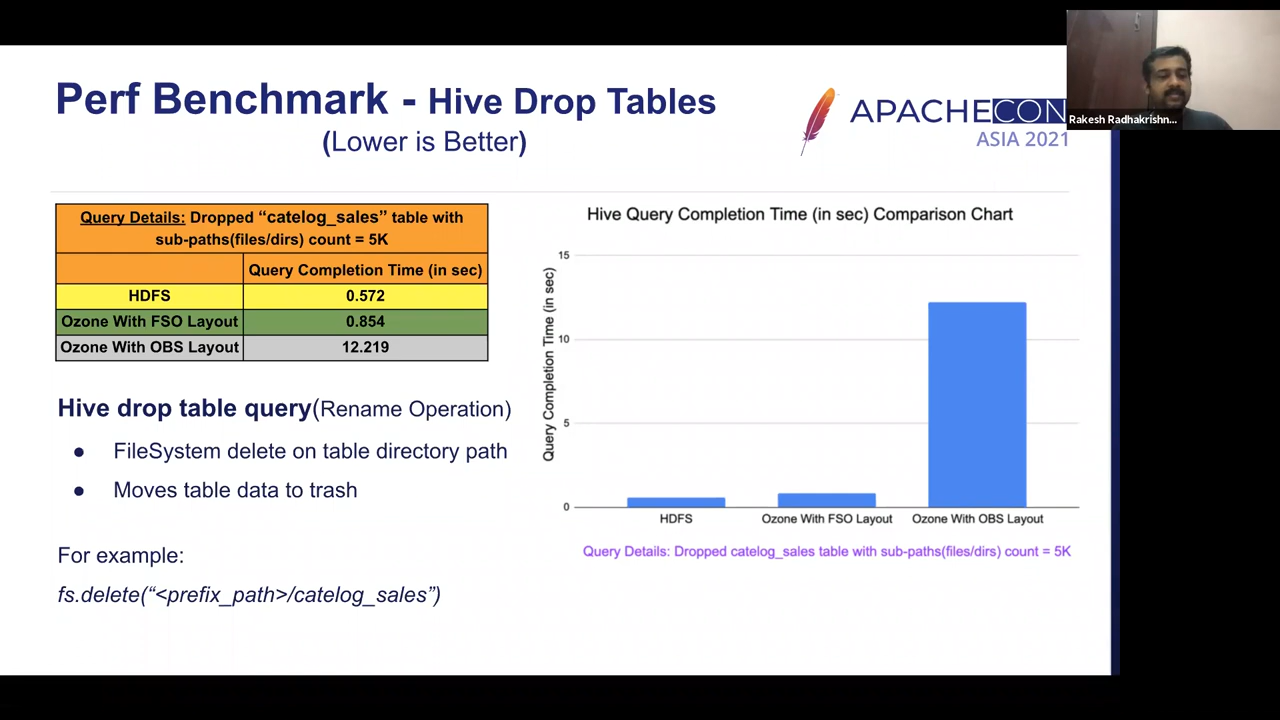 Perf Benchmark - Hive Drop Tables
(Lower is Better)
APACHECON
ASIA 2021
Rakesh Radhakrishn...
Query Details: Dropped “catelog_sales” table with
sub-paths(files/dirs) count = 5K
Query Completion Time (in sec)
HDFS 0.572
Ozone With FSO Layout 0.854
Ozone With OBS Layout 12.219
Hive drop table query(Rename Operation)
● FileSystem delete on table directory path
● Moves table data to trash
For example:
fs.delete(“<prefix_path>/catelog_sales”)
Hive Query Completion Time (in sec) Comparison Chart
Query Completion Time (in sec)
15
10
5
0
HDFS Ozone With FSO Layout Ozone With OBS Layout
Query Details: Dropped catelog_sales table with sub-paths(files/dirs) count = 5K